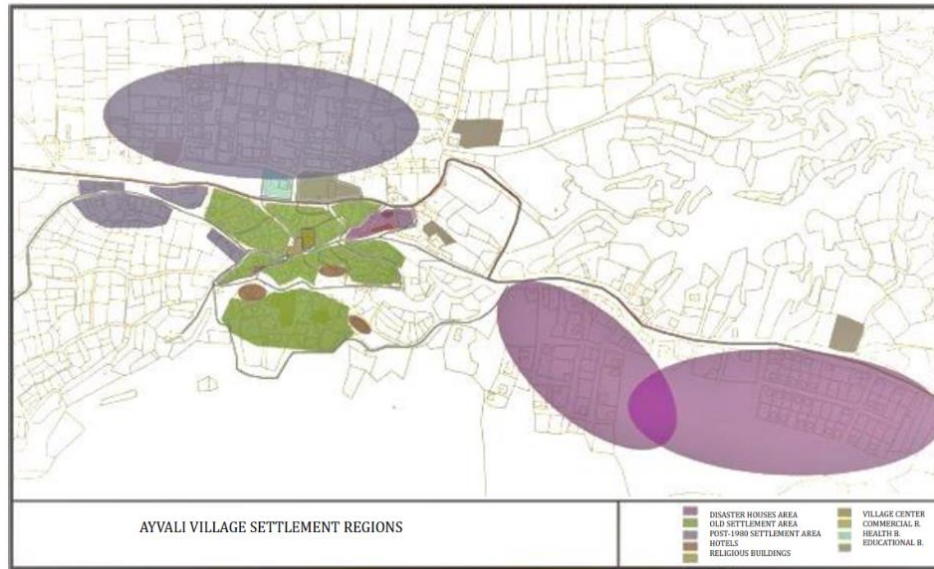 AYVALI VILLAGE SETTLEMENT REGIONS
DISASTER HOUSES AREA
OLD SETTLEMENT AREA
POST-1980 SETTLEMENT AREA
HOTELS
RELIGIOUS BUILDINGS
VILLAGE CENTER
COMMERCIAL B.
HEALTH B.
EDUCATIONAL B.